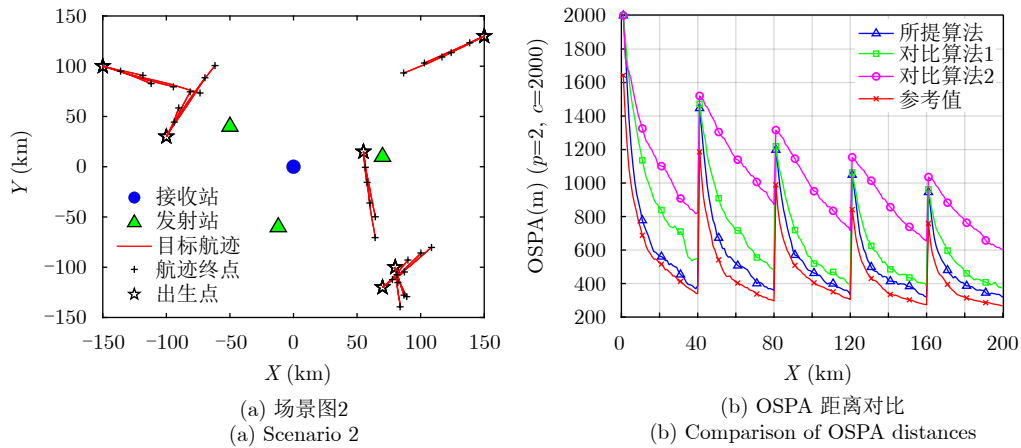 150
100
50
0
−50
−100
−150
Y (km)
接收站
发射站
目标航迹
航迹终点
出生点
−150 −100 −50 0 50 100 150
X (km)
(a) 场景图2
(a) Scenario 2
2000
1800
1600
1400
1200
1000
800
600
400
200
OSPA(m) (p=2, c=2000)
所提算法
对比算法1
对比算法2
参考值
0 40 80 120 160 200
X (km)
(b) OSPA 距离对比
(b) Comparison of OSPA distances